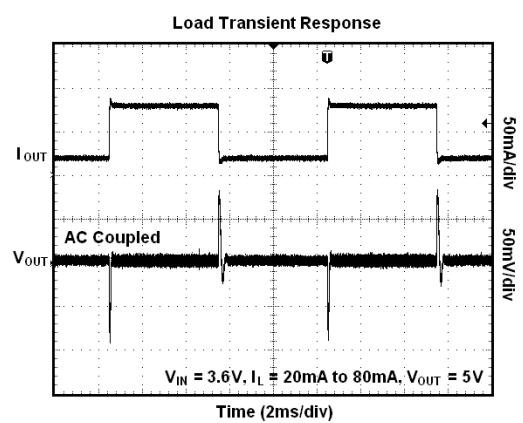 Load Transient Response
T
I OUT
50mA/div
AC Coupled
VOUT
50mV/div
VIN = 3.6V, IL = 20mA to 80mA, VOUT = 5V
Time (2ms/div)